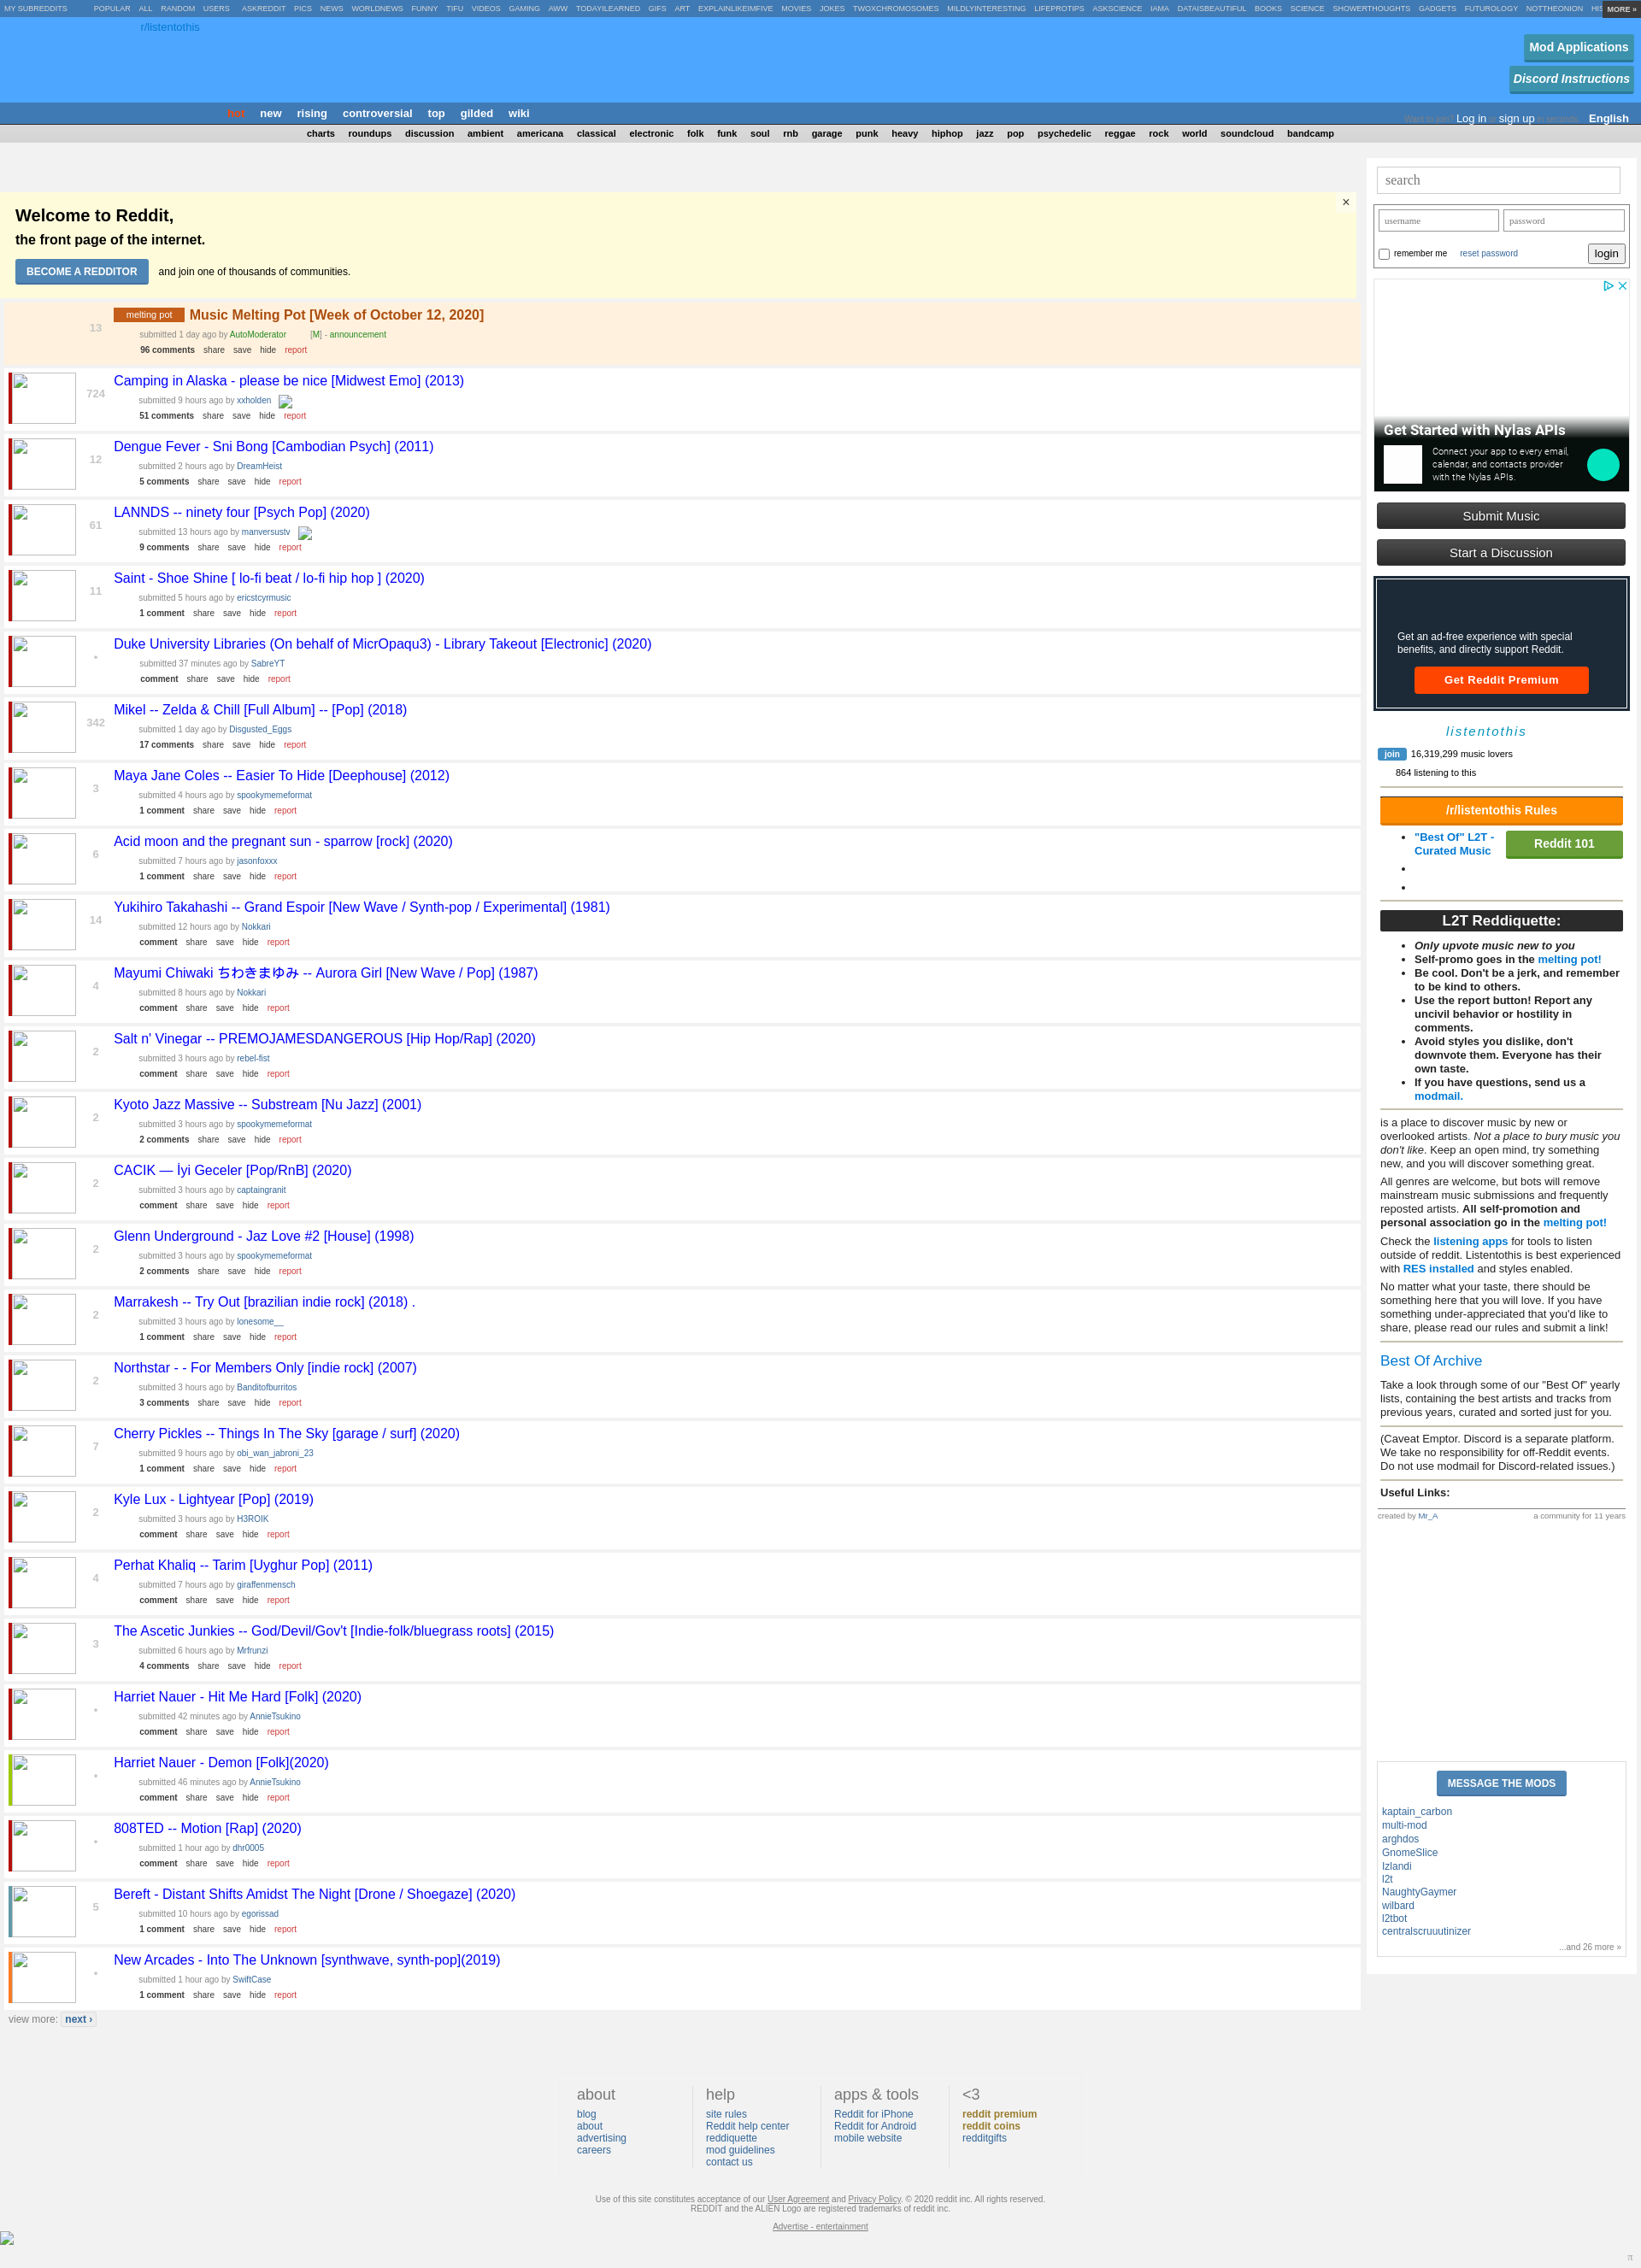 MY SUBREDDITS POPULAR ALL RANDOM USERS ASKREDDIT PICS NEWS WORLDNEWS FUNNY TIFU VIDEOS GAMING AWW TODAYILEARNED GIFS ART EXPLAINLIKEIMFIVE MOVIES JOKES TWOXCHROMOSOMES MILDLYINTERESTING LIFEPROTIPS ASKSCIENCE IAMA DATAISBEAUTIFUL BOOKS SCIENCE SHOWERTHOUGHTS GADGETS FUTUROLOGY NOTTHEONION MORE »
r/listentothis
Mod Applications
Discord Instructions
hot new rising controversial top gilded wiki
Want to join? Log in or sign up in seconds. English
charts roundups discussion ambient americana classical electronic folk funk soul rnb garage punk heavy hiphop jazz pop psychedelic reggae rock world soundcloud bandcamp
Welcome to Reddit,
the front page of the internet.
BECOME A REDDITOR and join one of thousands of communities.
×
13
melting pot Music Melting Pot [Week of October 12, 2020]
submitted 1 day ago by AutoModerator [M] - announcement
96 comments share save hide report
724
Camping in Alaska - please be nice [Midwest Emo] (2013)
submitted 9 hours ago by xxholden
51 comments share save hide report
12
Dengue Fever - Sni Bong [Cambodian Psych] (2011)
submitted 2 hours ago by DreamHeist
5 comments share save hide report
61
LANNDS -- ninety four [Psych Pop] (2020)
submitted 13 hours ago by manversustv
9 comments share save hide report
11
Saint - Shoe Shine [ lo-fi beat / lo-fi hip hop ] (2020)
submitted 5 hours ago by ericstcyrmusic
1 comment share save hide report
•
Duke University Libraries (On behalf of MicrOpaqu3) - Library Takeout [Electronic] (2020)
submitted 37 minutes ago by SabreYT
comment share save hide report
342
Mikel -- Zelda & Chill [Full Album] -- [Pop] (2018)
submitted 1 day ago by Disgusted_Eggs
17 comments share save hide report
3
Maya Jane Coles -- Easier To Hide [Deephouse] (2012)
submitted 4 hours ago by spookymemeformat
1 comment share save hide report
6
Acid moon and the pregnant sun - sparrow [rock] (2020)
submitted 7 hours ago by jasonfoxxx
1 comment share save hide report
14
Yukihiro Takahashi -- Grand Espoir [New Wave / Synth-pop / Experimental] (1981)
submitted 12 hours ago by Nokkari
comment share save hide report
4
Mayumi Chiwaki ちわきまゆみ -- Aurora Girl [New Wave / Pop] (1987)
submitted 8 hours ago by Nokkari
comment share save hide report
2
Salt n' Vinegar -- PREMOJAMESDANGEROUS [Hip Hop/Rap] (2020)
submitted 3 hours ago by rebel-fist
comment share save hide report
2
Kyoto Jazz Massive -- Substream [Nu Jazz] (2001)
submitted 3 hours ago by spookymemeformat
2 comments share save hide report
2
CACIK — İyi Geceler [Pop/RnB] (2020)
submitted 3 hours ago by captaingranit
comment share save hide report
2
Glenn Underground - Jaz Love #2 [House] (1998)
submitted 3 hours ago by spookymemeformat
2 comments share save hide report
2
Marrakesh -- Try Out [brazilian indie rock] (2018) .
submitted 3 hours ago by lonesome__
1 comment share save hide report
2
Northstar - - For Members Only [indie rock] (2007)
submitted 3 hours ago by Banditofburritos
3 comments share save hide report
7
Cherry Pickles -- Things In The Sky [garage / surf] (2020)
submitted 9 hours ago by obi_wan_jabroni_23
1 comment share save hide report
2
Kyle Lux - Lightyear [Pop] (2019)
submitted 3 hours ago by H3ROIK
comment share save hide report
4
Perhat Khaliq -- Tarim [Uyghur Pop] (2011)
submitted 7 hours ago by giraffenmensch
comment share save hide report
3
The Ascetic Junkies -- God/Devil/Gov't [Indie-folk/bluegrass roots] (2015)
submitted 6 hours ago by Mrfrunzi
4 comments share save hide report
•
Harriet Nauer - Hit Me Hard [Folk] (2020)
submitted 42 minutes ago by AnnieTsukino
comment share save hide report
•
Harriet Nauer - Demon [Folk](2020)
submitted 46 minutes ago by AnnieTsukino
comment share save hide report
•
808TED -- Motion [Rap] (2020)
submitted 1 hour ago by dhr0005
comment share save hide report
5
Bereft - Distant Shifts Amidst The Night [Drone / Shoegaze] (2020)
submitted 10 hours ago by egorissad
1 comment share save hide report
•
New Arcades - Into The Unknown [synthwave, synth-pop](2019)
submitted 1 hour ago by SwiftCase
1 comment share save hide report
view more: next ›
search
username password
remember me reset password login
Get Started with Nylas APIs
Connect your app to every email,
calendar, and contacts provider
with the Nylas APIs.
Submit Music
Start a Discussion
Get an ad-free experience with special
benefits, and directly support Reddit.
Get Reddit Premium
listentothis
join 16,319,299 music lovers
864 listening to this
/r/listentothis Rules
"Best Of" L2T -
Curated Music
Reddit 101
L2T Reddiquette:
Only upvote music new to you
Self-promo goes in the melting pot!
Be cool. Don't be a jerk, and remember
to be kind to others.
Use the report button! Report any
uncivil behavior or hostility in
comments.
Avoid styles you dislike, don't
downvote them. Everyone has their
own taste.
If you have questions, send us a
modmail.
is a place to discover music by new or
overlooked artists. Not a place to bury music you
don't like. Keep an open mind, try something
new, and you will discover something great.
All genres are welcome, but bots will remove
mainstream music submissions and frequently
reposted artists. All self-promotion and
personal association go in the melting pot!
Check the listening apps for tools to listen
outside of reddit. Listentothis is best experienced
with RES installed and styles enabled.
No matter what your taste, there should be
something here that you will love. If you have
something under-appreciated that you'd like to
share, please read our rules and submit a link!
Best Of Archive
Take a look through some of our "Best Of" yearly
lists, containing the best artists and tracks from
previous years, curated and sorted just for you.
(Caveat Emptor. Discord is a separate platform.
We take no responsibility for off-Reddit events.
Do not use modmail for Discord-related issues.)
Useful Links:
created by Mr_A a community for 11 years
MESSAGE THE MODS
kaptain_carbon
multi-mod
arghdos
GnomeSlice
Izlandi
l2t
NaughtyGaymer
wilbard
l2tbot
centralscruuutinizer
...and 26 more »
about
blog
about
advertising
careers
help
site rules
Reddit help center
reddiquette
mod guidelines
contact us
apps & tools
Reddit for iPhone
Reddit for Android
mobile website
<3
reddit premium
reddit coins
redditgifts
Use of this site constitutes acceptance of our User Agreement and Privacy Policy. © 2020 reddit inc. All rights reserved.
REDDIT and the ALIEN Logo are registered trademarks of reddit inc.
Advertise - entertainment
π